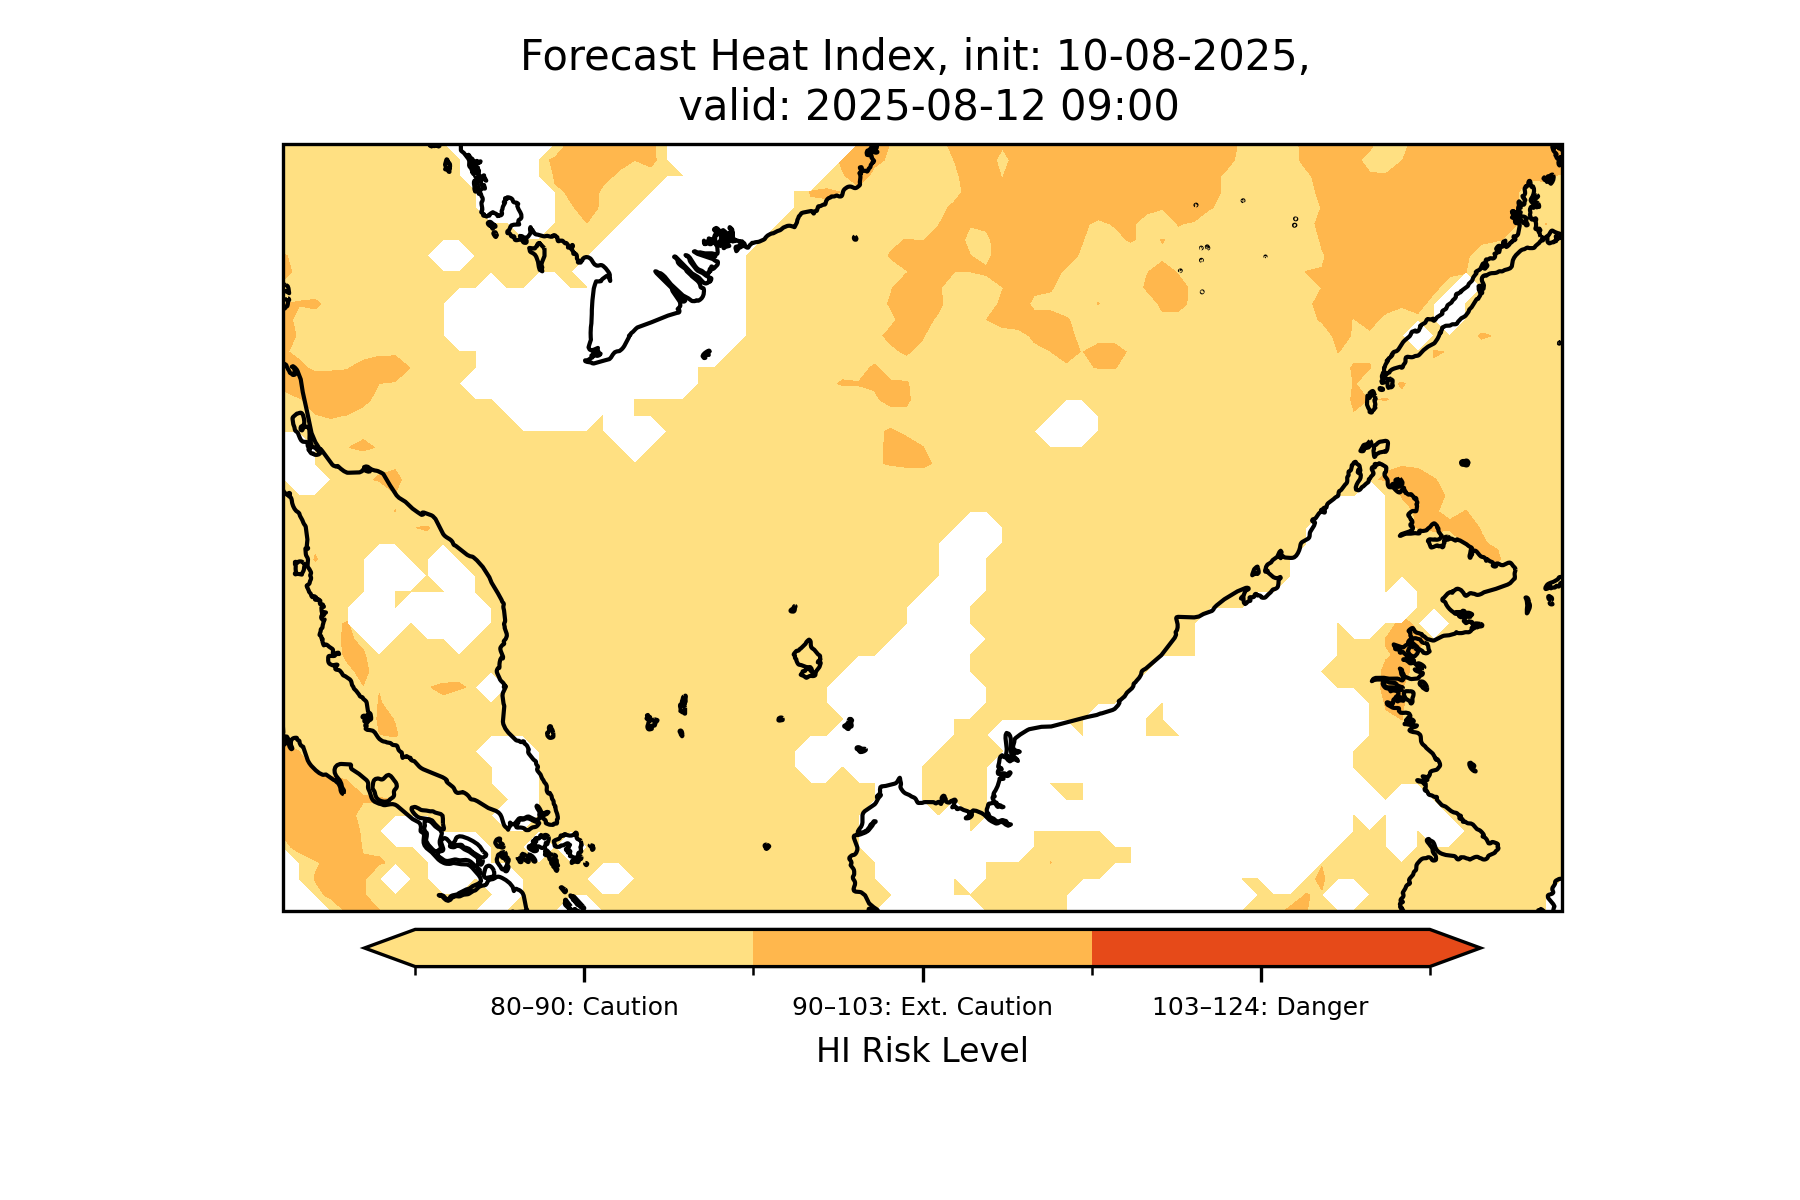 Forecast Heat Index, init: 10-08-2025,
valid: 2025-08-12 09:00
80–90: Caution
90–103: Ext. Caution
103–124: Danger
HI Risk Level